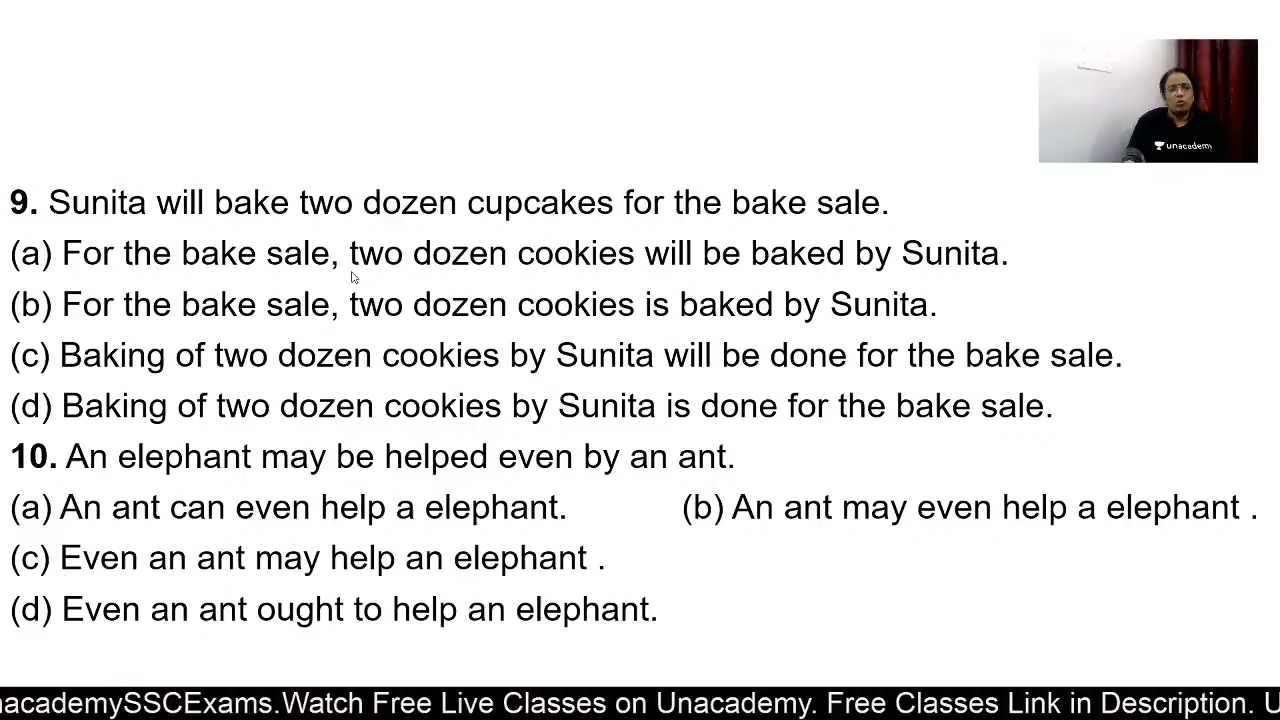 unacademy
9. Sunita will bake two dozen cupcakes for the bake sale.
(a) For the bake sale, two dozen cookies will be baked by Sunita.
(b) For the bake sale, two dozen cookies is baked by Sunita.
(c) Baking of two dozen cookies by Sunita will be done for the bake sale.
(d) Baking of two dozen cookies by Sunita is done for the bake sale.
10. An elephant may be helped even by an ant.
(a) An ant can even help a elephant. (b) An ant may even help a elephant .
(c) Even an ant may help an elephant .
(d) Even an ant ought to help an elephant.
nacademySSCExams.Watch Free Live Classes on Unacademy. Free Classes Link in Description. U